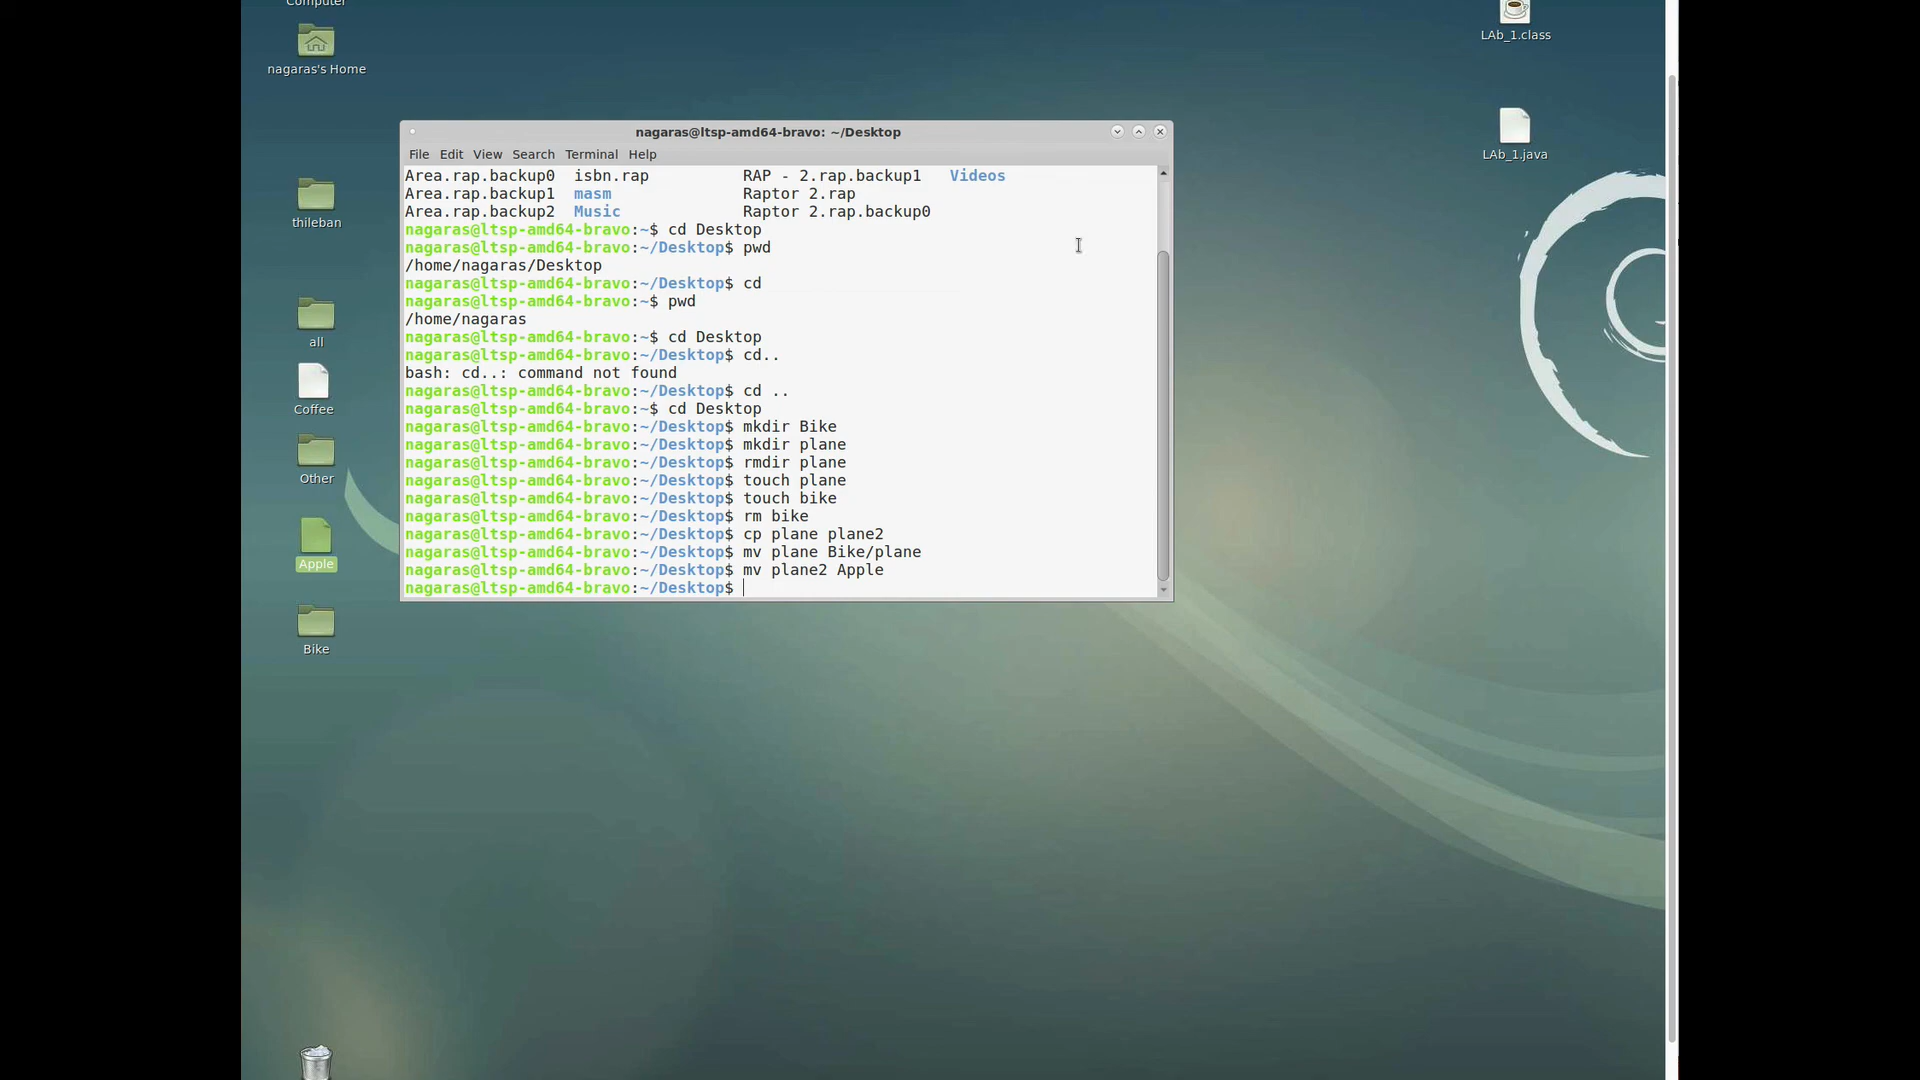 Computer
nagaras's Home
thileban
all
Coffee
Other
Apple
Bike
LAb_1.class
LAb_1.java
nagaras@ltsp-amd64-bravo: ~/Desktop
File Edit View Search Terminal Help
Area.rap.backup0 isbn.rap RAP - 2.rap.backup1 Videos
Area.rap.backup1 masm Raptor 2.rap
Area.rap.backup2 Music Raptor 2.rap.backup0
nagaras@ltsp-amd64-bravo:~$ cd Desktop
nagaras@ltsp-amd64-bravo:~/Desktop$ pwd
/home/nagaras/Desktop
nagaras@ltsp-amd64-bravo:~/Desktop$ cd
nagaras@ltsp-amd64-bravo:~$ pwd
/home/nagaras
nagaras@ltsp-amd64-bravo:~$ cd Desktop
nagaras@ltsp-amd64-bravo:~/Desktop$ cd..
bash: cd..: command not found
nagaras@ltsp-amd64-bravo:~/Desktop$ cd ..
nagaras@ltsp-amd64-bravo:~$ cd Desktop
nagaras@ltsp-amd64-bravo:~/Desktop$ mkdir Bike
nagaras@ltsp-amd64-bravo:~/Desktop$ mkdir plane
nagaras@ltsp-amd64-bravo:~/Desktop$ rmdir plane
nagaras@ltsp-amd64-bravo:~/Desktop$ touch plane
nagaras@ltsp-amd64-bravo:~/Desktop$ touch bike
nagaras@ltsp-amd64-bravo:~/Desktop$ rm bike
nagaras@ltsp-amd64-bravo:~/Desktop$ cp plane plane2
nagaras@ltsp-amd64-bravo:~/Desktop$ mv plane Bike/plane
nagaras@ltsp-amd64-bravo:~/Desktop$ mv plane2 Apple
nagaras@ltsp-amd64-bravo:~/Desktop$